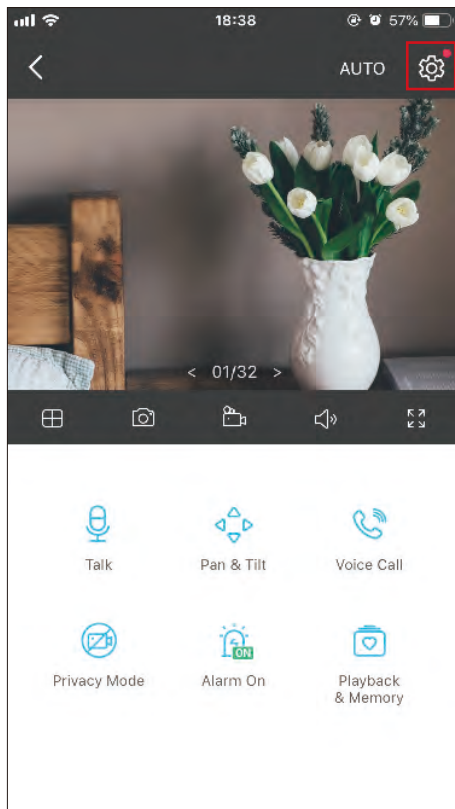 18:38
57%
AUTO
< 01/32 >
Talk
Pan & Tilt
Voice Call
ON
Privacy Mode
Alarm On
Playback
& Memory